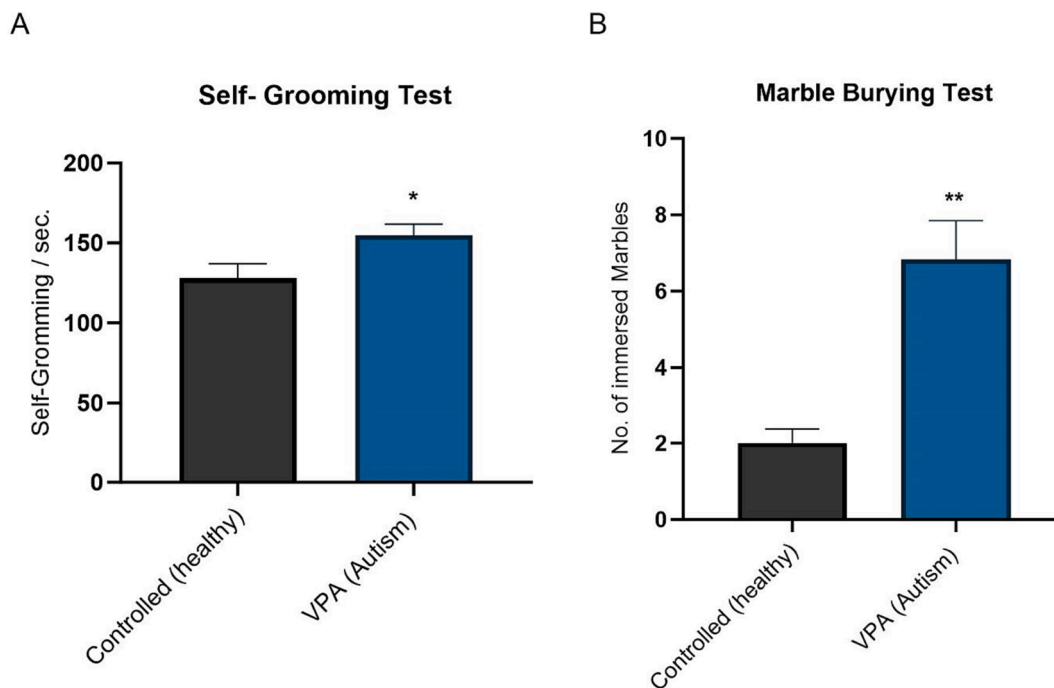 A
Self- Grooming Test
Self-Gromming / sec.
200
150
100
50
0
*
Controlled (healthy)
VPA (Autism)
B
Marble Burying Test
No. of immersed Marbles
10
8
6
4
2
0
**
Controlled (healthy)
VPA (Autism)